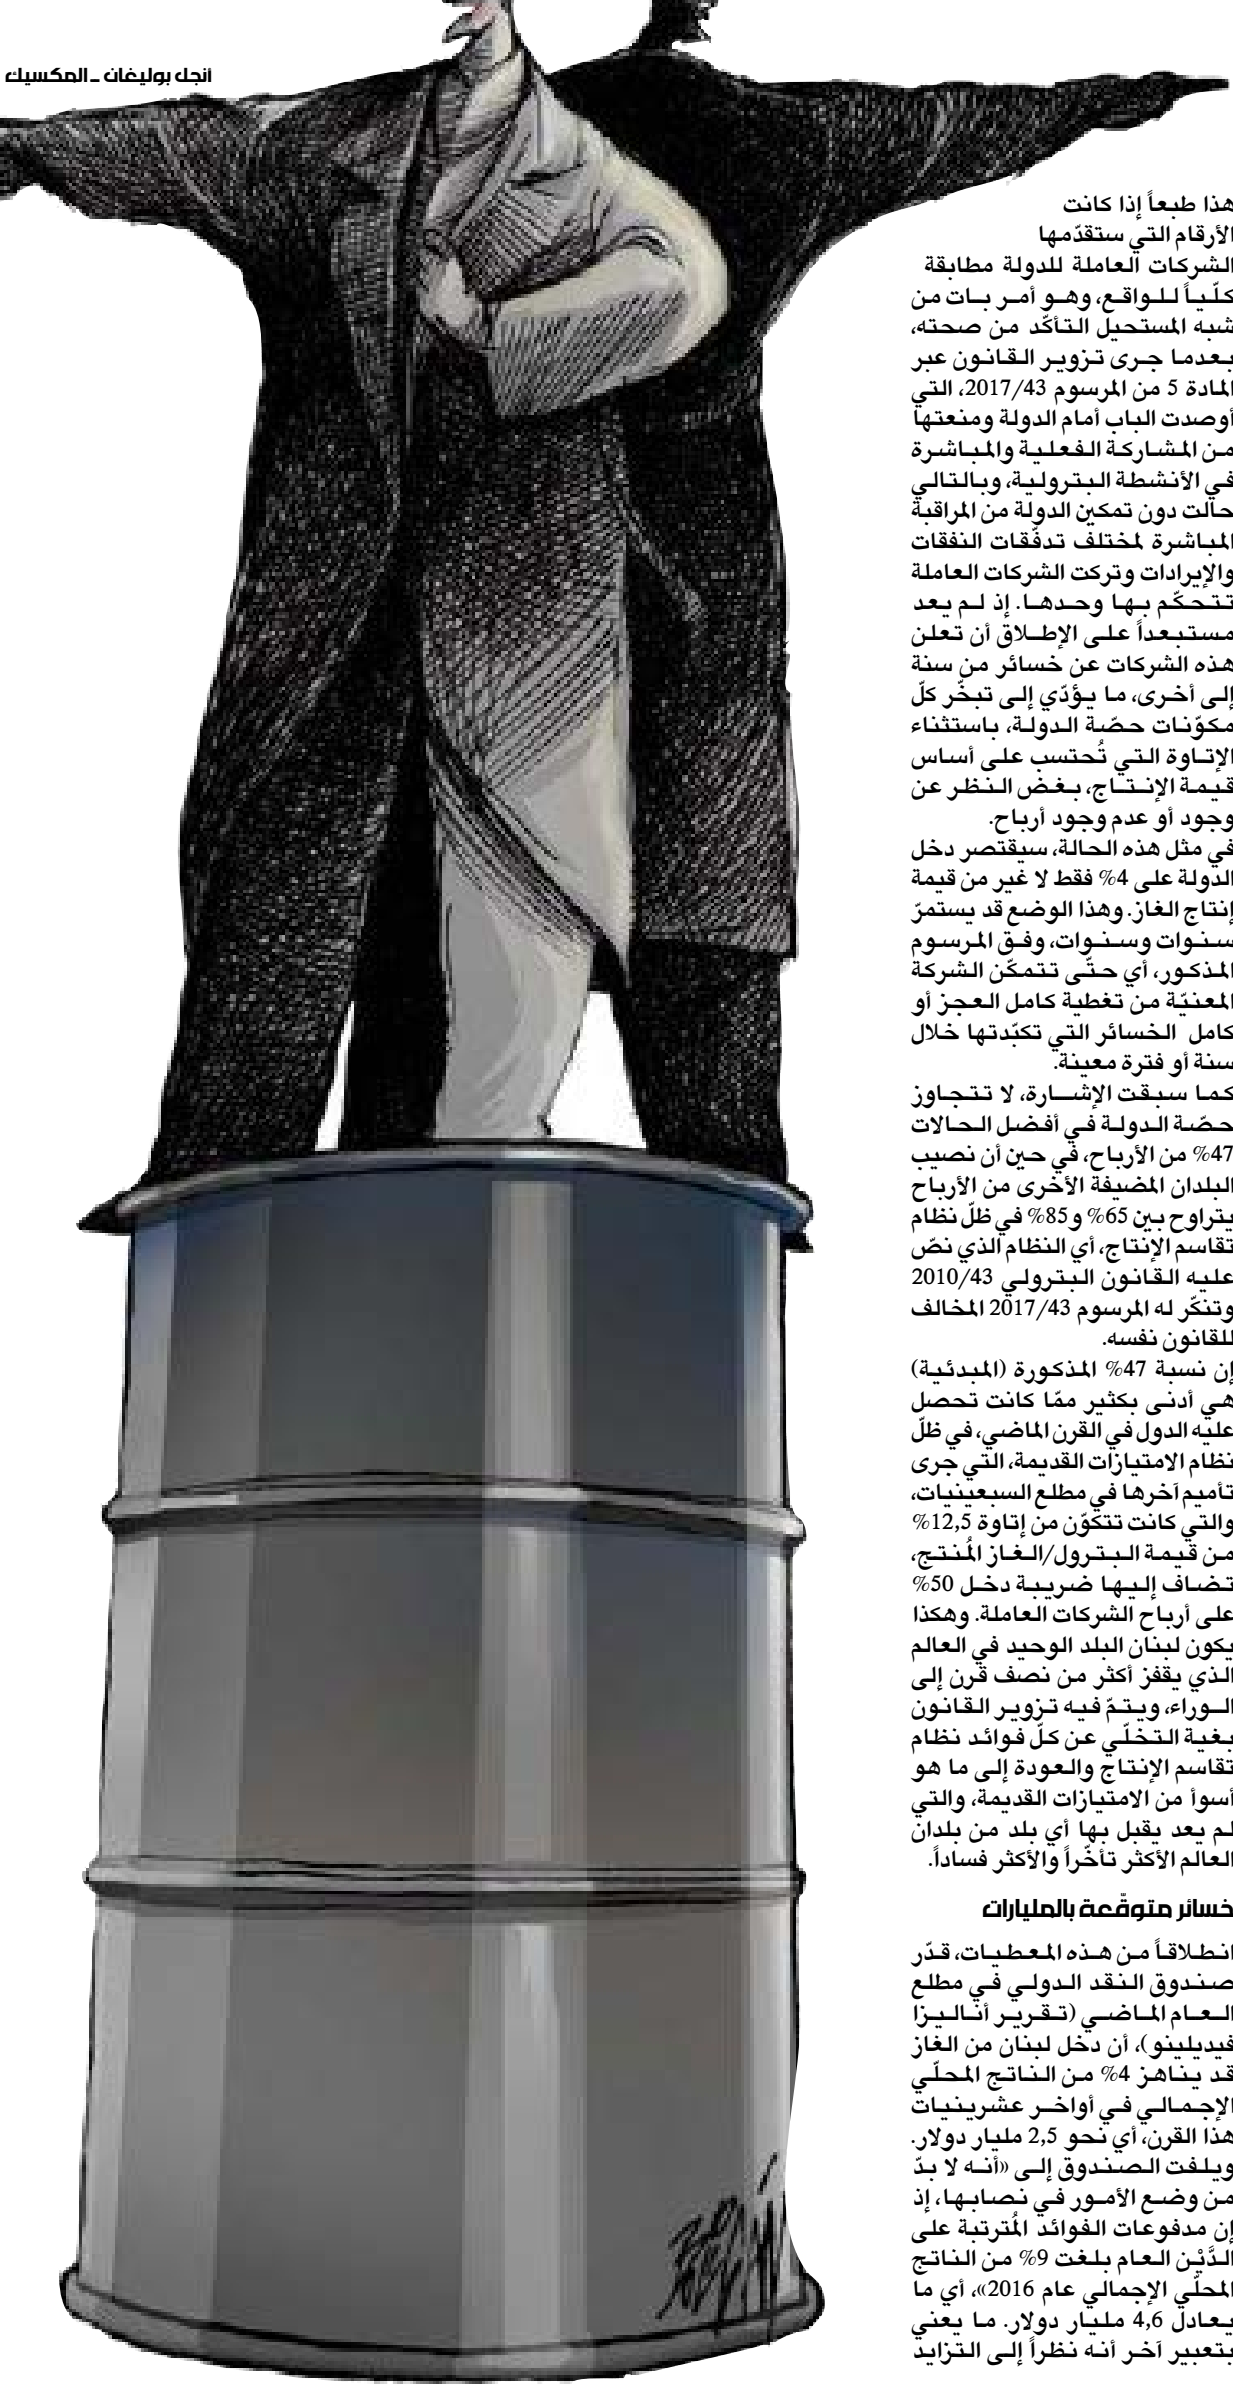 أنجل بوليغان ـ المكسيك
هذا طبعاً إذا كانت
الأرقام التي ستقدّمها
الشركات العاملة للدولة مطابقة
كلّياً للواقع، وهو أمر بات من
شبه المستحيل التأكّد من صحته،
بعدما جرى تزوير القانون عبر
المادة 5 من المرسوم 2017/43، التي
أوصدت الباب أمام الدولة ومنعتها
من المشاركة الفعلية والمباشرة
في الأنشطة البترولية، وبالتالي
حالت دون تمكين الدولة من المراقبة
المباشرة لمختلف تدفّقات النفقات
والإيرادات وتركت الشركات العاملة
تتحكّم بها وحدها. إذ لم يعد
مستبعداً على الإطلاق أن تعلن
هذه الشركات عن خسائر من سنة
إلى أخرى، ما يؤدّي إلى تبخّر كلّ
مكوّنات حصّة الدولة، باستثناء
الإتاوة التي تُحتسب على أساس
قيمة الإنتاج، بغض النظر عن
وجود أو عدم وجود أرباح.
في مثل هذه الحالة، سيقتصر دخل
الدولة على 4% فقط لا غير من قيمة
إنتاج الغاز. وهذا الوضع قد يستمرّ
سنوات وسنوات، وفق المرسوم
المذكور، أي حتّى تتمكّن الشركة
المعنيّة من تغطية كامل العجز أو
كامل الخسائر التي تكبّدتها خلال
سنة أو فترة معينة.
كما سبقت الإشارة، لا تتجاوز
حصّة الدولة في أفضل الحالات
47% من الأرباح، في حين أن نصيب
البلدان المضيفة الأخرى من الأرباح
يتراوح بين 65% و85% في ظلّ نظام
تقاسم الإنتاج، أي النظام الذي نصّ
عليه القانون البترولي 2010/43
وتنكّر له المرسوم 2017/43 المخالف
للقانون نفسه.
إن نسبة 47% المذكورة (المبدئية)
هي أدنى بكثير ممّا كانت تحصل
عليه الدول في القرن الماضي، في ظلّ
نظام الامتيازات القديمة، التي جرى
تأميم آخرها في مطلع السبعينيات،
والتي كانت تتكوّن من إتاوة 12,5%
من قيمة البترول/الغاز المُنتج،
تضاف إليها ضريبة دخل 50%
على أرباح الشركات العاملة. وهكذا
يكون لبنان البلد الوحيد في العالم
الذي يقفز أكثر من نصف قرن إلى
الوراء، ويتمّ فيه تزوير القانون
بغية التخلّي عن كلّ فوائد نظام
تقاسم الإنتاج والعودة إلى ما هو
أسوأ من الامتيازات القديمة، والتي
لم يعد يقبل بها أي بلد من بلدان
العالم الأكثر تأخّراً والأكثر فساداً.
خسائر متوقّعة بالمليارات
انطلاقاً من هذه المعطيات، قدّر
صندوق النقد الدولي في مطلع
العام الماضي (تقرير أناليزا
فيديلينو)، أن دخل لبنان من الغاز
قد يناهز 4% من الناتج المحلّي
الإجمالي في أواخر عشرينيات
هذا القرن، أي نحو 2,5 مليار دولار.
ويلفت الصندوق إلى «أنه لا بدّ
من وضع الأمور في نصابها، إذ
إن مدفوعات الفوائد المُترتبة على
الدَّيْن العام بلغت 9% من الناتج
المحلّي الإجمالي عام 2016»، أي ما
يعادل 4,6 مليار دولار. ما يعني
بتعبير آخر أنه نظراً إلى التزايد